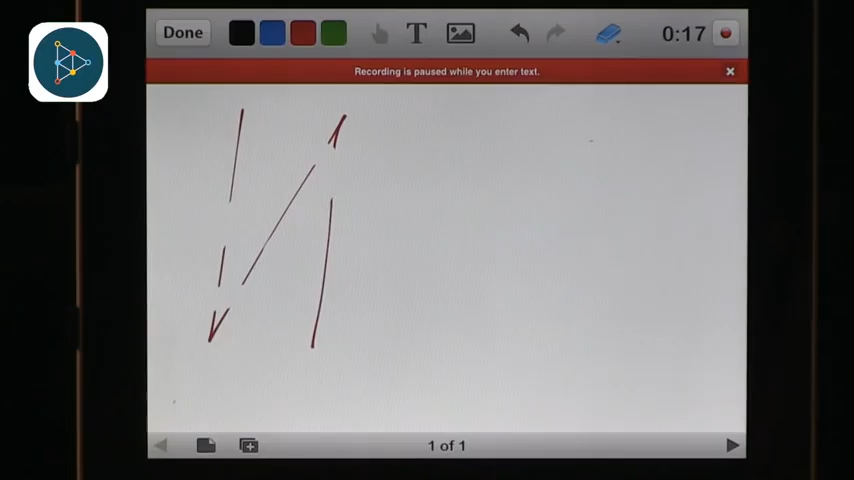 Done T 0:17
Recording is paused while you enter text. x
1 of 1